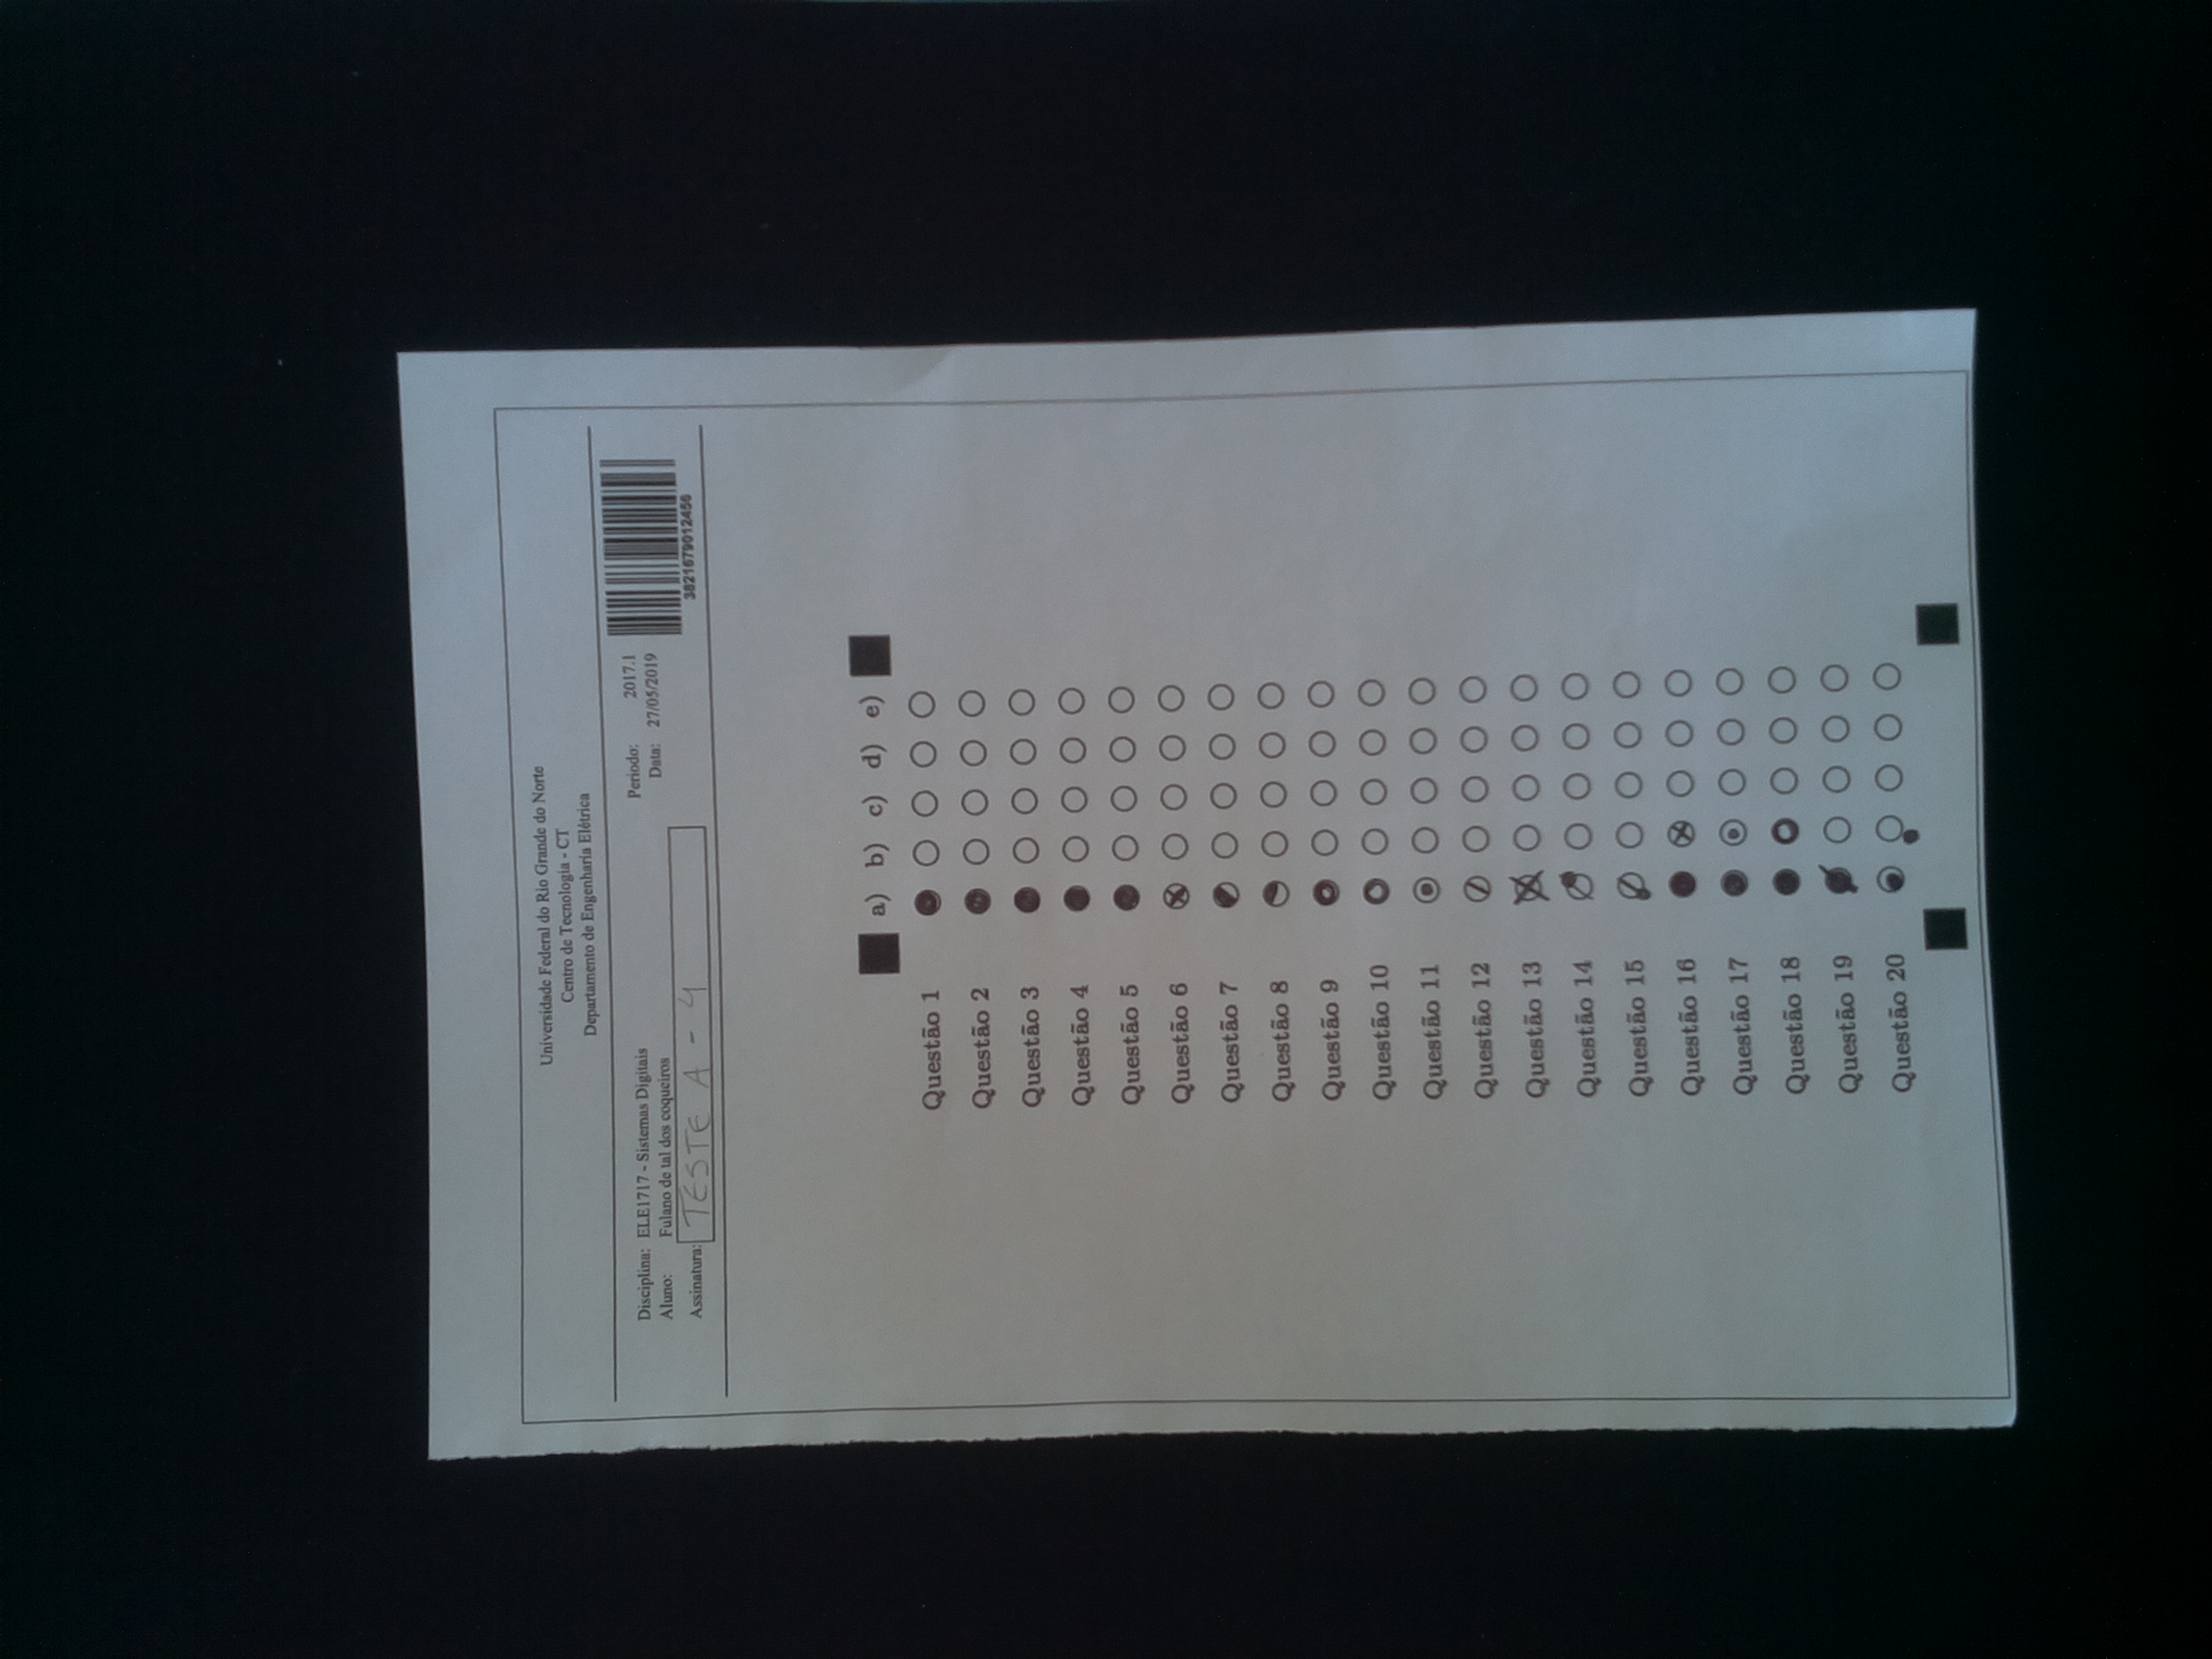 Universidade Federal do Rio Grande do Norte
Centro de Tecnologia - CT
Departamento de Engenharia Elétrica
Disciplina: ELE1717 - Sistemas Digitais Período: 2017.1
Aluno: Fulano de tal dos coqueiros Data: 27/05/2019
Assinatura: TESTE A - 4
3821679012456
a) b) c) d) e)
Questão 1
Questão 2
Questão 3
Questão 4
Questão 5
Questão 6
Questão 7
Questão 8
Questão 9
Questão 10
Questão 11
Questão 12
Questão 13
Questão 14
Questão 15
Questão 16
Questão 17
Questão 18
Questão 19
Questão 20